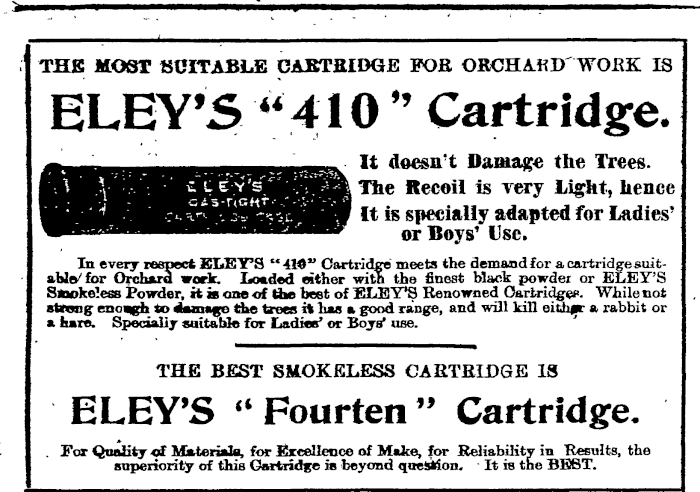 THE MOST SUITABLE CARTRIDGE FOR ORCHARD WORK IS
ELEY'S "410" Cartridge.
ELEY'S
GAS-TIGHT
CARTRIDGE CASE
It doesn't Damage the Trees.
The Recoil is very Light, hence
It is specially adapted for Ladies'
or Boys' Use.
In every respect ELEY'S "410" Cartridge meets the demand for a cartridge suit-
able for Orchard work. Loaded either with the finest black powder or ELEY'S
Smokeless Powder, it is one of the best of ELEY'S Renowned Cartridges. While not
strong enough to damage the trees it has a good range, and will kill either a rabbit or
a hare. Specially suitable for Ladies' or Boys' use.
THE BEST SMOKELESS CARTRIDGE IS
ELEY'S "Fourten" Cartridge.
For Quality of Materials, for Excellence of Make, for Reliability in Results, the
superiority of this Cartridge is beyond question. It is the BEST.